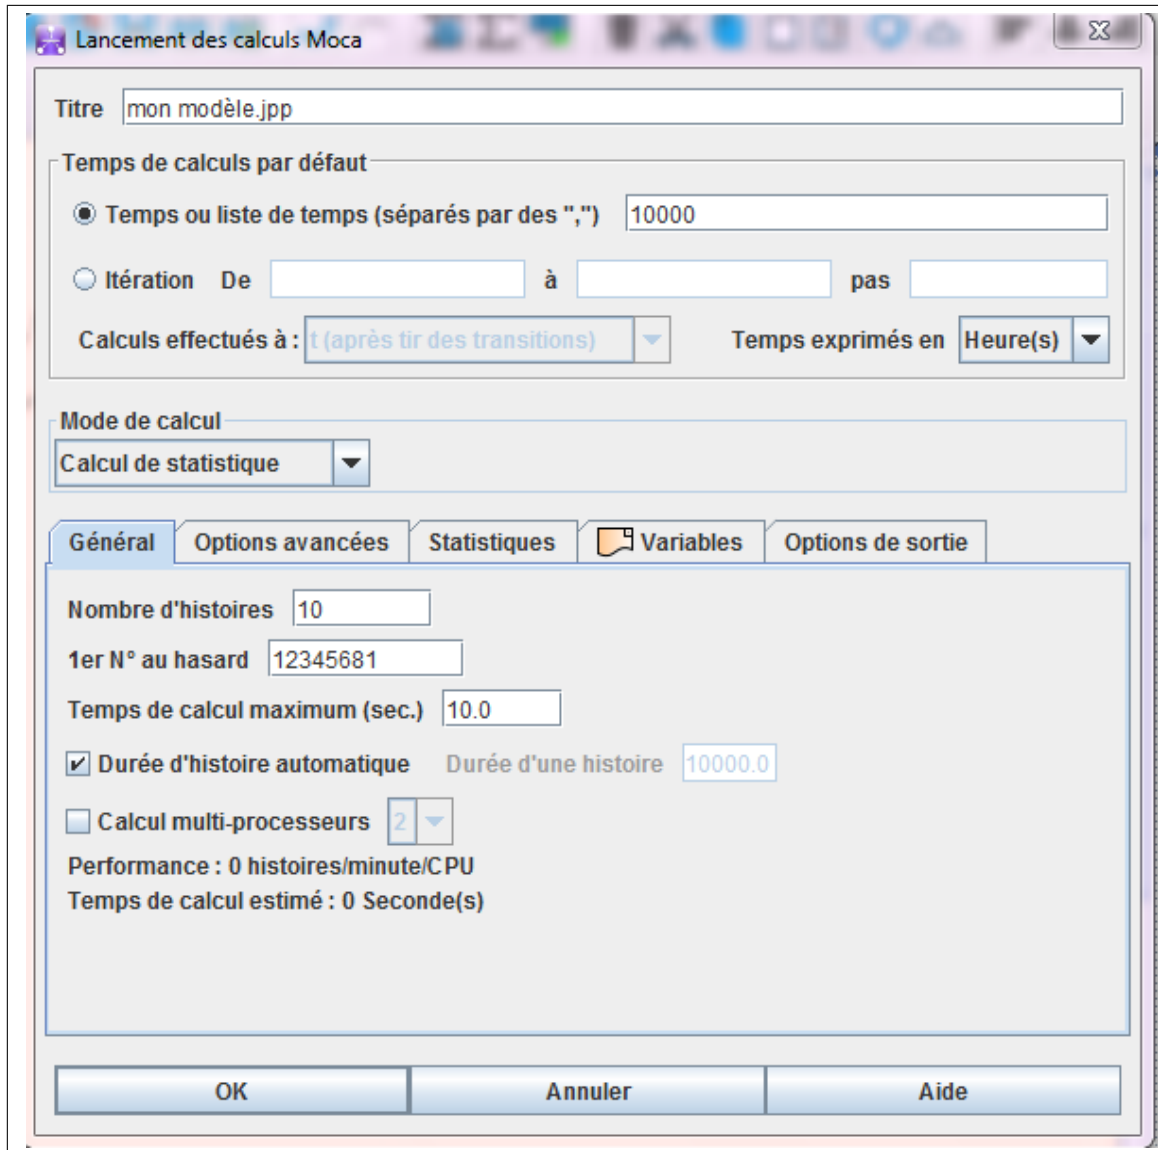 Lancement des calculs Moca
Titre mon modèle.jpp
Temps de calculs par défaut
Temps ou liste de temps (séparés par des ",") 10000
Itération De à pas
Calculs effectués à : t (après tir des transitions) Temps exprimés en Heure(s)
Mode de calcul
Calcul de statistique
Général Options avancées Statistiques Variables Options de sortie
Nombre d'histoires 10
1er N° au hasard 12345681
Temps de calcul maximum (sec.) 10.0
Durée d'histoire automatique Durée d'une histoire 10000.0
Calcul multi-processeurs 2
Performance : 0 histoires/minute/CPU
Temps de calcul estimé : 0 Seconde(s)
OK Annuler Aide